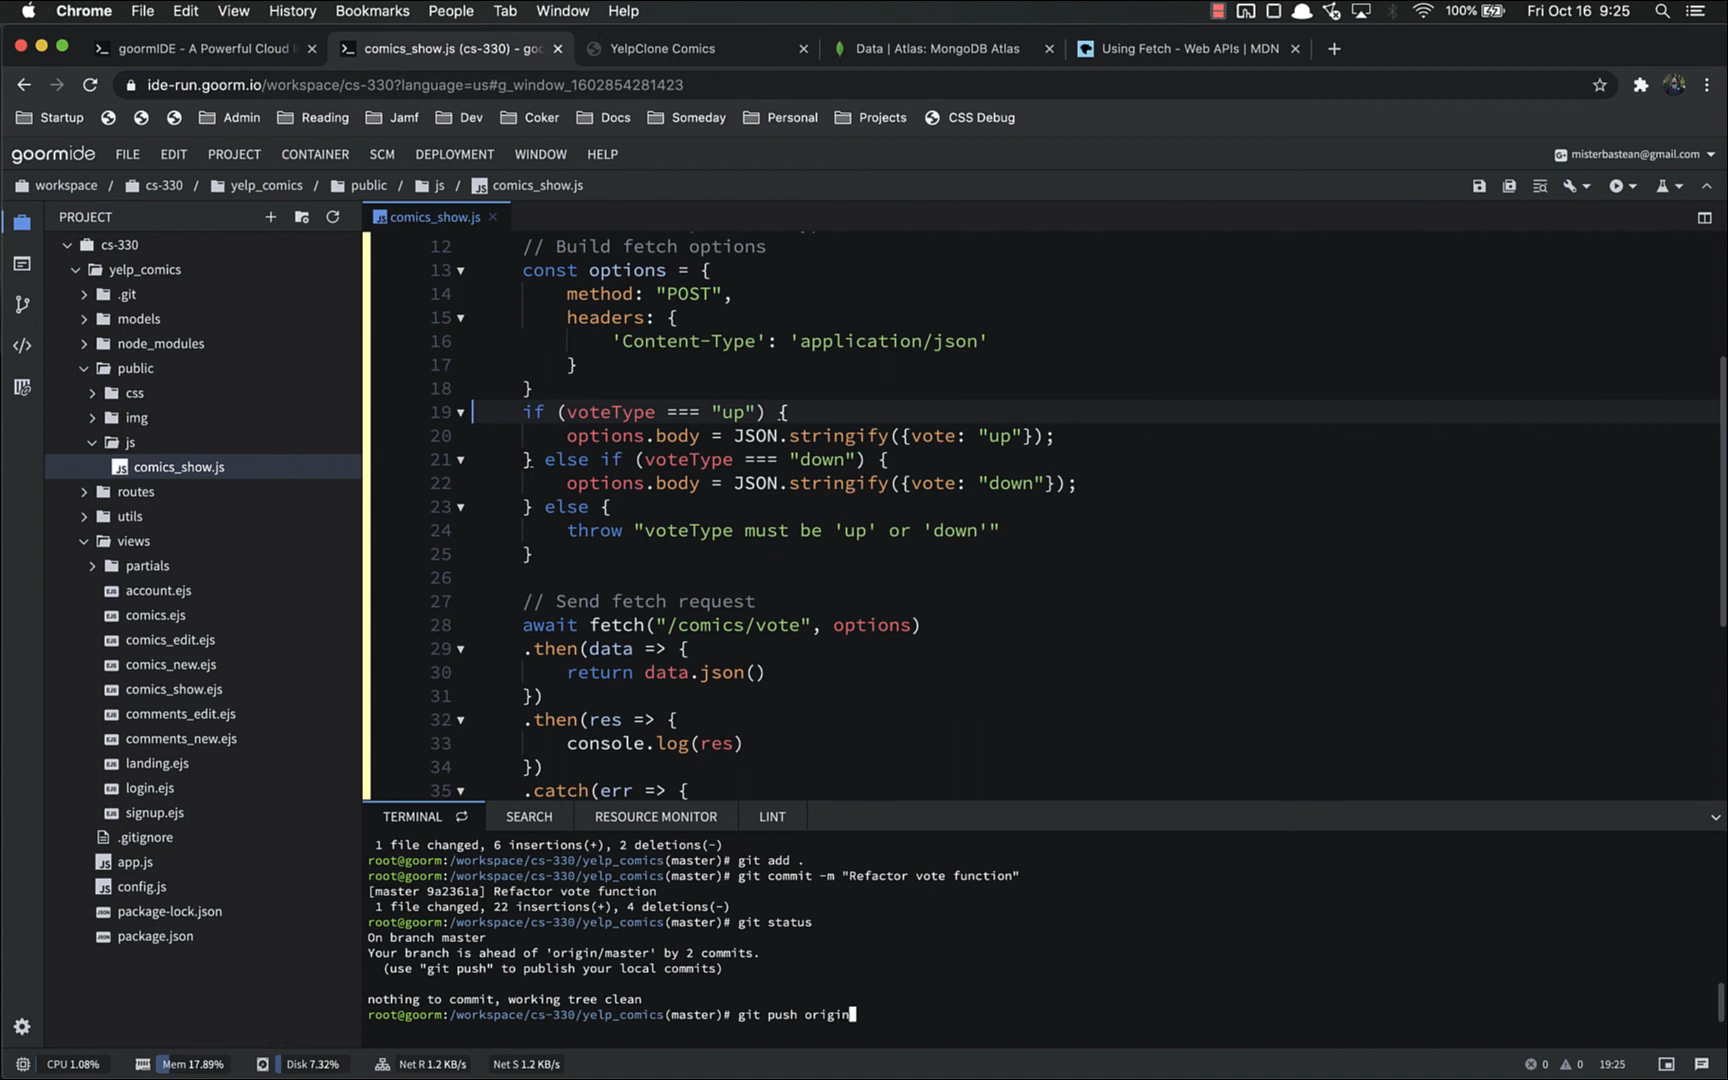 Chrome File Edit View History Bookmarks People Tab Window Help 100% Fri Oct 16 9:25
goormIDE - A Powerful Cloud I
comics_show.js (cs-330) - goo
YelpClone Comics
Data | Atlas: MongoDB Atlas
Using Fetch - Web APIs | MDN
ide-run.goorm.io/workspace/cs-330?language=us#g_window_1602854281423
Startup Admin Reading Jamf Dev Coker Docs Someday Personal Projects CSS Debug
goormide FILE EDIT PROJECT CONTAINER SCM DEPLOYMENT WINDOW HELP misterbastean@gmail.com
workspace / cs-330 / yelp_comics / public / js / comics_show.js
PROJECT
cs-330
yelp_comics
.git
models
node_modules
public
css
img
js
comics_show.js
routes
utils
views
partials
account.ejs
comics.ejs
comics_edit.ejs
comics_new.ejs
comics_show.ejs
comments_edit.ejs
comments_new.ejs
landing.ejs
login.ejs
signup.ejs
.gitignore
app.js
config.js
package-lock.json
package.json
comics_show.js
12 // Build fetch options
13 const options = {
14 method: "POST",
15 headers: {
16 'Content-Type': 'application/json'
17 }
18 }
19 if (voteType === "up") {
20 options.body = JSON.stringify({vote: "up"});
21 } else if (voteType === "down") {
22 options.body = JSON.stringify({vote: "down"});
23 } else {
24 throw "voteType must be 'up' or 'down'"
25 }
26
27 // Send fetch request
28 await fetch("/comics/vote", options)
29 .then(data => {
30 return data.json()
31 })
32 .then(res => {
33 console.log(res)
34 })
35 .catch(err => {
TERMINAL SEARCH RESOURCE MONITOR LINT
1 file changed, 6 insertions(+), 2 deletions(-)
root@goorm:/workspace/cs-330/yelp_comics(master)# git add .
root@goorm:/workspace/cs-330/yelp_comics(master)# git commit -m "Refactor vote function"
[master 9a2361a] Refactor vote function
1 file changed, 22 insertions(+), 4 deletions(-)
root@goorm:/workspace/cs-330/yelp_comics(master)# git status
On branch master
Your branch is ahead of 'origin/master' by 2 commits.
(use "git push" to publish your local commits)
nothing to commit, working tree clean
root@goorm:/workspace/cs-330/yelp_comics(master)# git push origin
CPU 1.08% Mem 17.89% Disk 7.32% Net R 1.2 KB/s Net S 1.2 KB/s 0 0 19:25